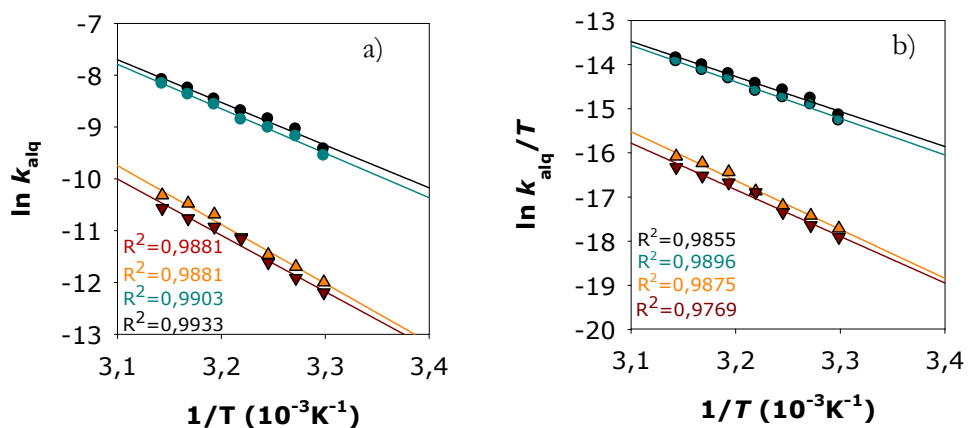 a)
-7
-8
-9
-10
-11
-12
-13
ln k_alq
R²=0,9881
R²=0,9881
R²=0,9903
R²=0,9933
3,1 3,2 3,3 3,4
1/T (10⁻³K⁻¹)
b)
-13
-14
-15
-16
-17
-18
-19
-20
ln k_alq/T
R²=0,9855
R²=0,9896
R²=0,9875
R²=0,9769
3,1 3,2 3,3 3,4
1/T (10⁻³K⁻¹)